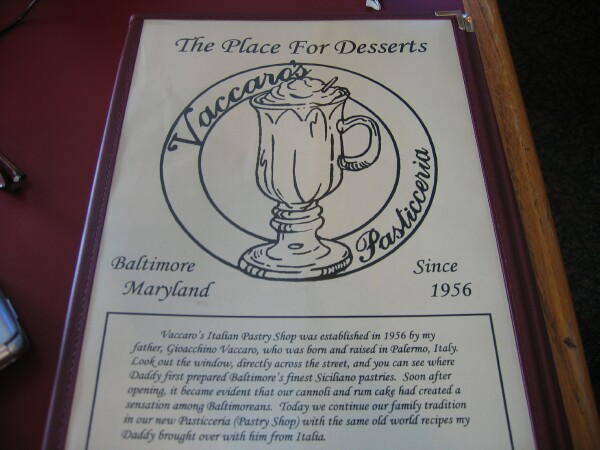 The Place For Desserts
Vaccaro's
Pasticceria
Baltimore
Maryland
Since
1956
Vaccaro's Italian Pastry Shop was established in 1956 by my
father, Gioacchino Vaccaro, who was born and raised in Palermo, Italy.
Look out the window, directly across the street, and you can see where
Daddy first prepared Baltimore's finest Siciliano pastries. Soon after
opening, it became evident that our cannoli and rum cake had created a
sensation among Baltimoreans. Today we continue our family tradition
in our new Pasticceria (Pastry Shop) with the same old world recipes my
Daddy brought over with him from Italia.